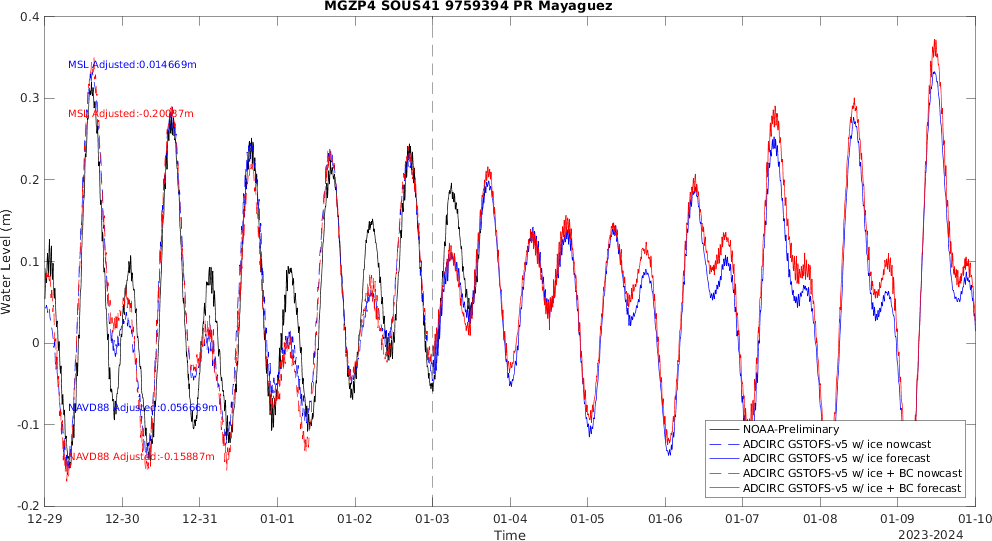 MGZP4 SOUS41 9759394 PR Mayaguez
0.4
0.3
0.2
0.1
0
-0.1
-0.2
Water Level (m)
MSL Adjusted:0.014669m
MSL Adjusted:-0.20087m
NAVD88 Adjusted:0.056669m
NAVD88 Adjusted:-0.15887m
NOAA-Preliminary
ADCIRC GSTOFS-v5 w/ ice nowcast
ADCIRC GSTOFS-v5 w/ ice forecast
ADCIRC GSTOFS-v5 w/ ice + BC nowcast
ADCIRC GSTOFS-v5 w/ ice + BC forecast
12-29 12-30 12-31 01-01 01-02 01-03 01-04 01-05 01-06 01-07 01-08 01-09 01-10
Time
2023-2024